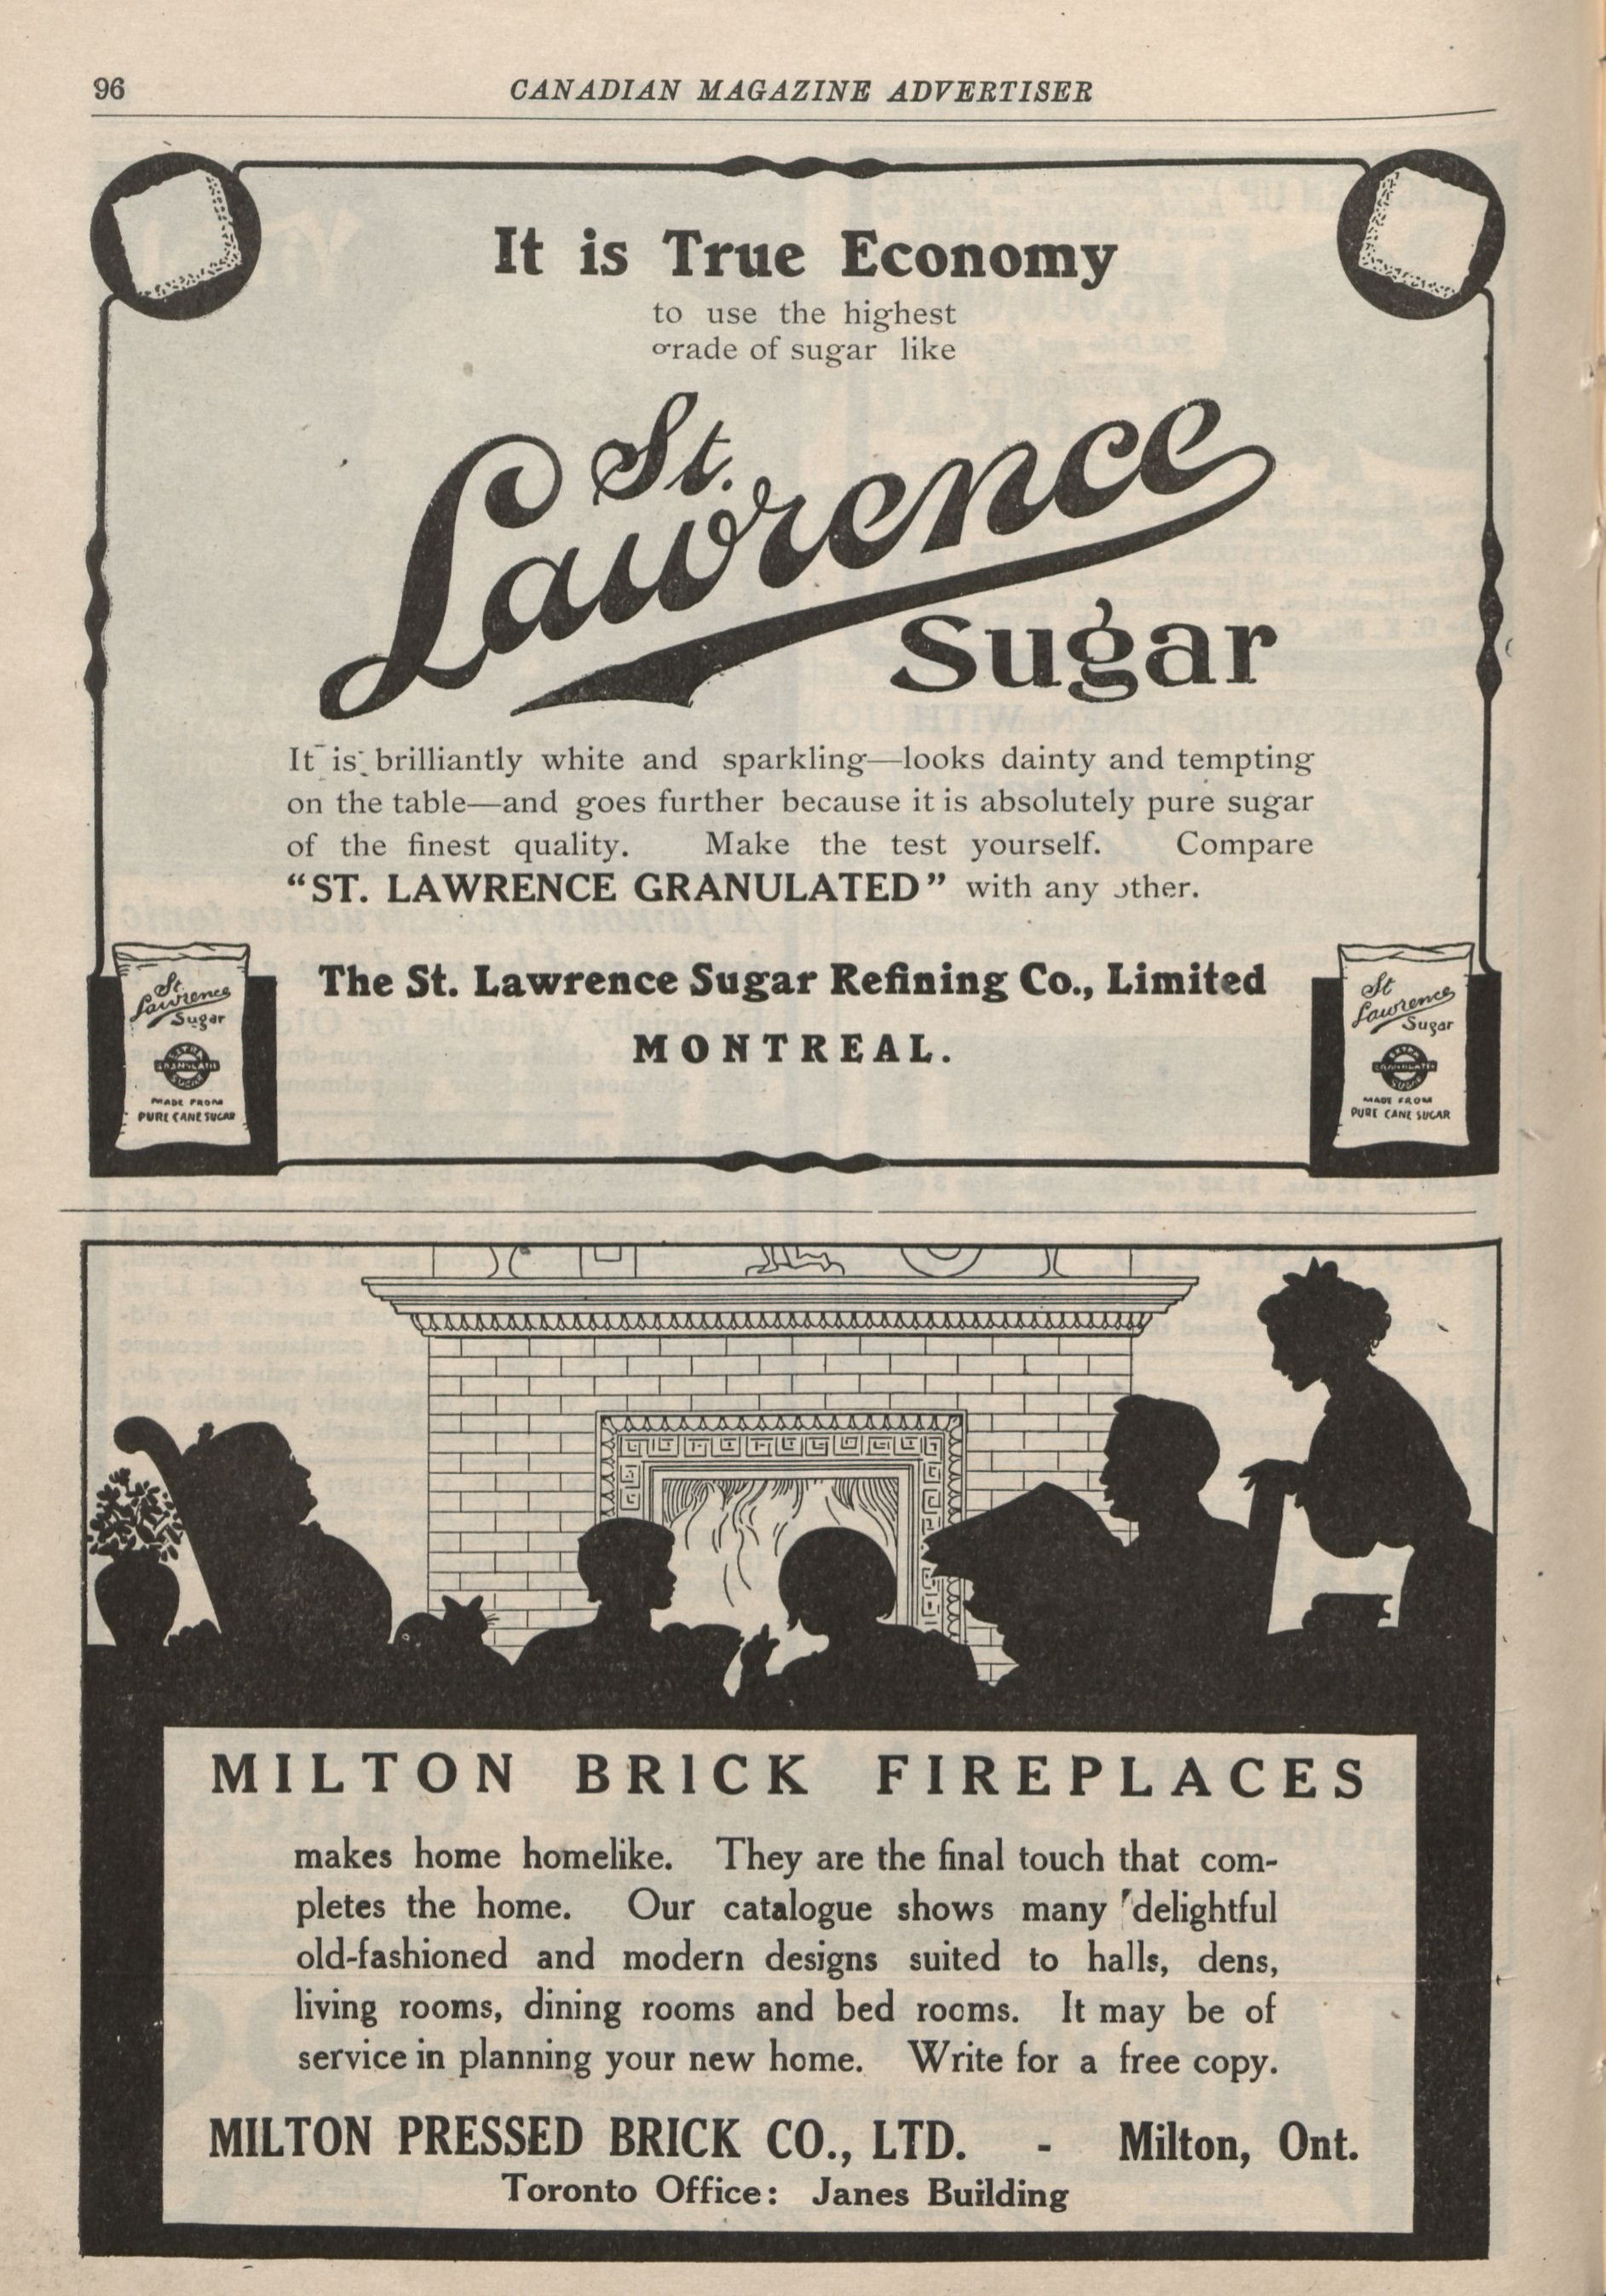 96
CANADIAN MAGAZINE ADVERTISER
It is True Economy
to use the highest
grade of sugar like
St.
Lawrence
Sugar
It is brilliantly white and sparkling—looks dainty and tempting
on the table—and goes further because it is absolutely pure sugar
of the finest quality. Make the test yourself. Compare
“ST. LAWRENCE GRANULATED” with any other.
The St. Lawrence Sugar Refining Co., Limited
MONTREAL.
St.
Lawrence
Sugar
EXTRA
GRANULATED
SUGAR
MADE FROM
PURE CANE SUGAR
St
Lawrence
Sugar
EXTRA
GRANULATED
SUGAR
MADE FROM
PURE CANE SUGAR
MILTON BRICK FIREPLACES
makes home homelike. They are the final touch that com-
pletes the home. Our catalogue shows many delightful
old-fashioned and modern designs suited to halls, dens,
living rooms, dining rooms and bed rooms. It may be of
service in planning your new home. Write for a free copy.
MILTON PRESSED BRICK CO., LTD. - Milton, Ont.
Toronto Office: Janes Building